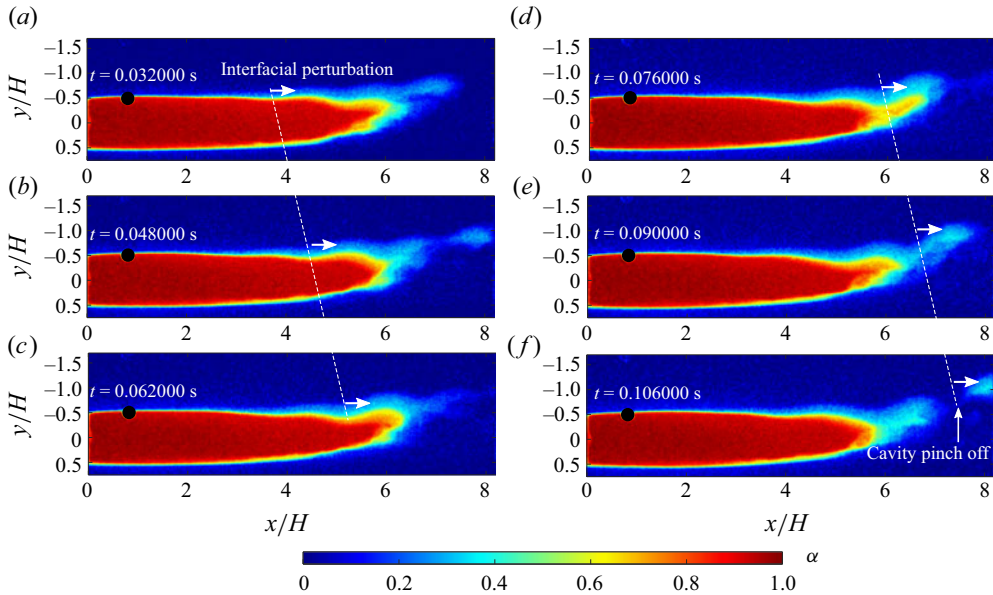 (a)
y/H
−1.5
−1.0
−0.5
0
0.5
t = 0.032000 s
Interfacial perturbation
0 2 4 6 8
(b)
y/H
−1.5
−1.0
−0.5
0
0.5
t = 0.048000 s
0 2 4 6 8
(c)
y/H
−1.5
−1.0
−0.5
0
0.5
t = 0.062000 s
0 2 4 6 8
x/H
(d)
−1.5
−1.0
−0.5
0
0.5
t = 0.076000 s
0 2 4 6 8
(e)
−1.5
−1.0
−0.5
0
0.5
t = 0.090000 s
0 2 4 6 8
(f)
−1.5
−1.0
−0.5
0
0.5
t = 0.106000 s
Cavity pinch off
0 2 4 6 8
x/H
α
0 0.2 0.4 0.6 0.8 1.0